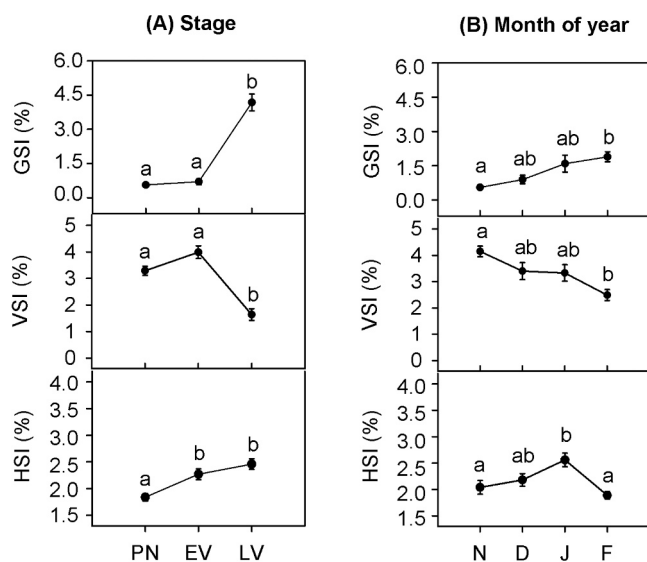 (A) Stage
(B) Month of year
GSI (%)
6.0
4.5
3.0
1.5
0.0
a
a
b
GSI (%)
6.0
4.5
3.0
1.5
0.0
a
ab
ab
b
VSI (%)
5
4
3
2
1
0
a
a
b
VSI (%)
5
4
3
2
1
0
a
ab
ab
b
HSI (%)
4.0
3.5
3.0
2.5
2.0
1.5
a
b
b
PN EV LV
HSI (%)
4.0
3.5
3.0
2.5
2.0
1.5
a
ab
b
a
N D J F